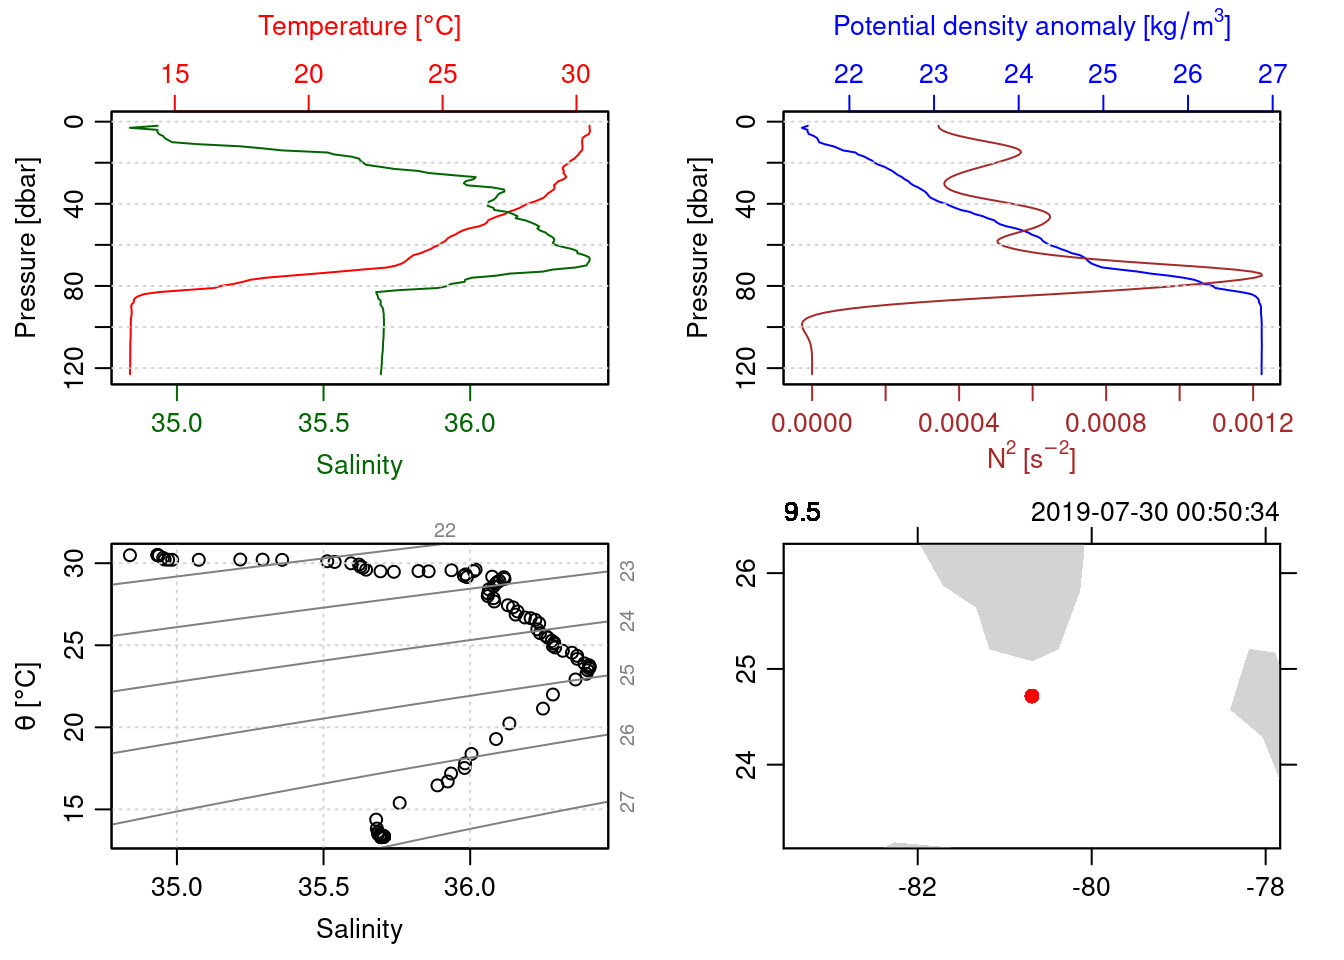 Temperature [°C]
15 20 25 30
0
40
80
120
Pressure [dbar]
35.0 35.5 36.0
Salinity
Potential density anomaly [kg/m³]
22 23 24 25 26 27
0
40
80
120
Pressure [dbar]
0.0000 0.0004 0.0008 0.0012
N² [s⁻²]
22
23
24
25
26
27
30
25
20
15
θ [°C]
35.0 35.5 36.0
Salinity
9.5 2019-07-30 00:50:34
26
25
24
-82 -80 -78